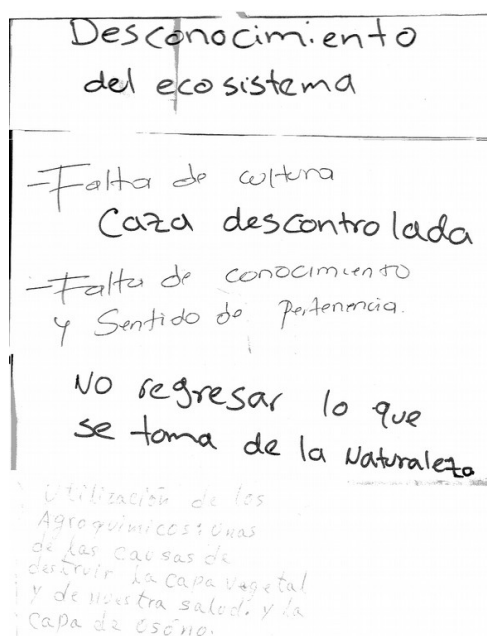 Desconocimiento
del ecosistema
-Falta de cultura
Caza descontrolada
-Falta de conocimiento
y Sentido de Pertenencia.
No regresar lo que
se toma de la Naturaleza
Utilización de los
Agroquimicos: unas
de las causas de
destruir la capa vegetal
y de nuestra salud. y la
capa de osóno.